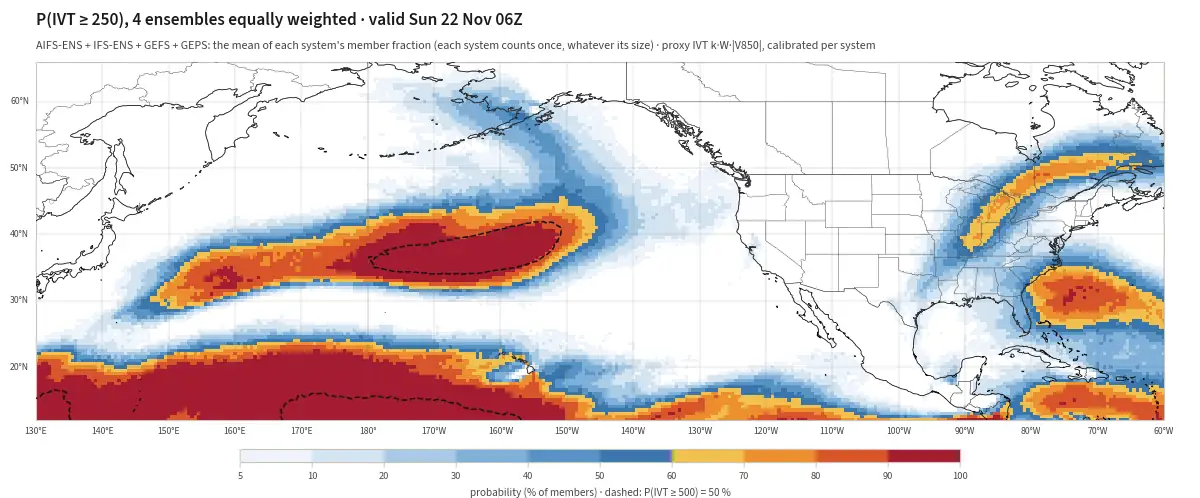 P(IVT ≥ 250), 4 ensembles equally weighted · valid Sun 22 Nov 06Z
AIFS-ENS + IFS-ENS + GEFS + GEPS: the mean of each system's member fraction (each system counts once, whatever its size) · proxy IVT k·W·|V850|, calibrated per system
60°N
50°N
40°N
30°N
20°N
130°E 140°E 150°E 160°E 170°E 180° 170°W 160°W 150°W 140°W 130°W 120°W 110°W 100°W 90°W 80°W 70°W 60°W
5 10 20 30 40 50 60 70 80 90 100
probability (% of members) · dashed: P(IVT ≥ 500) = 50 %